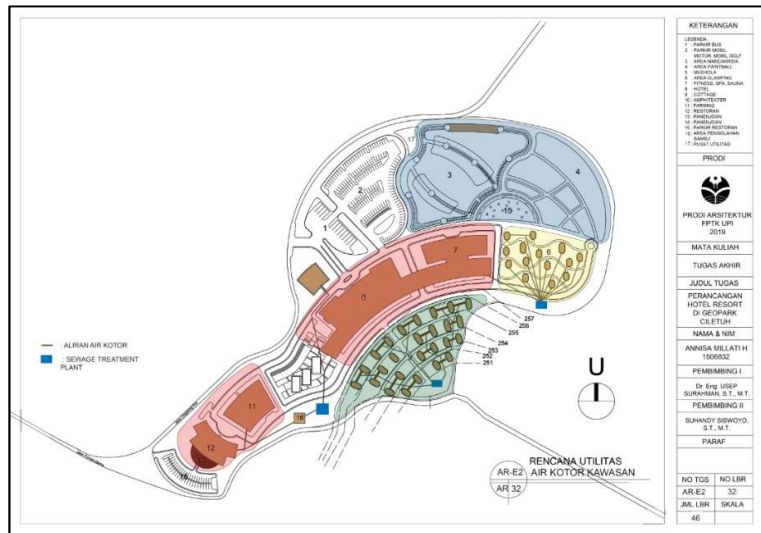 KETERANGAN
LEGENDA
1 : PARKIR BUS
2 : PARKIR MOBIL,
MOTOR, MOBIL GOLF
3 : AREA MANCAKRIDA
4 : AREA PAINTBALL
5 : MUSHOLA
6 : AREA GLAMPING
7 : FITNESS, SPA, SAUNA
8 : HOTEL
9 : COTTAGE
10 : AMPHITEATER
11 : FARMING
12 : RESTORAN
13 : PANENJOAN
14 : PANENJOAN
15 : PARKIR RESTORAN
16 : AREA PENGOLAHAN
17 : PUSAT UTILITAS
PRODI
PRODI ARSITEKTUR
FPTK UPI
2019
MATA KULIAH
TUGAS AKHIR
JUDUL TUGAS
PERANCANGAN
HOTEL RESORT
DI GEOPARK
CILETUH
NAMA & NIM
ANNISA MILLATI H
1506632
PEMBIMBING I
Dr. Eng. USEP
SURAHMAN, S.T., M.T.
PEMBIMBING II
SUHANDY SISWOYO,
S.T., M.T.
PARAF
NO TGS NO LBR
AR-E2 32
JML LBR SKALA
46
17
2
3
4
1
15
7
6
8
257
256
255
254
253
252
251
: ALIRAN AIR KOTOR
: SEWAGE TREATMENT
PLANT
11
16
12
U
AR-E2
AR 32
RENCANA UTILITAS
AIR KOTOR KAWASAN